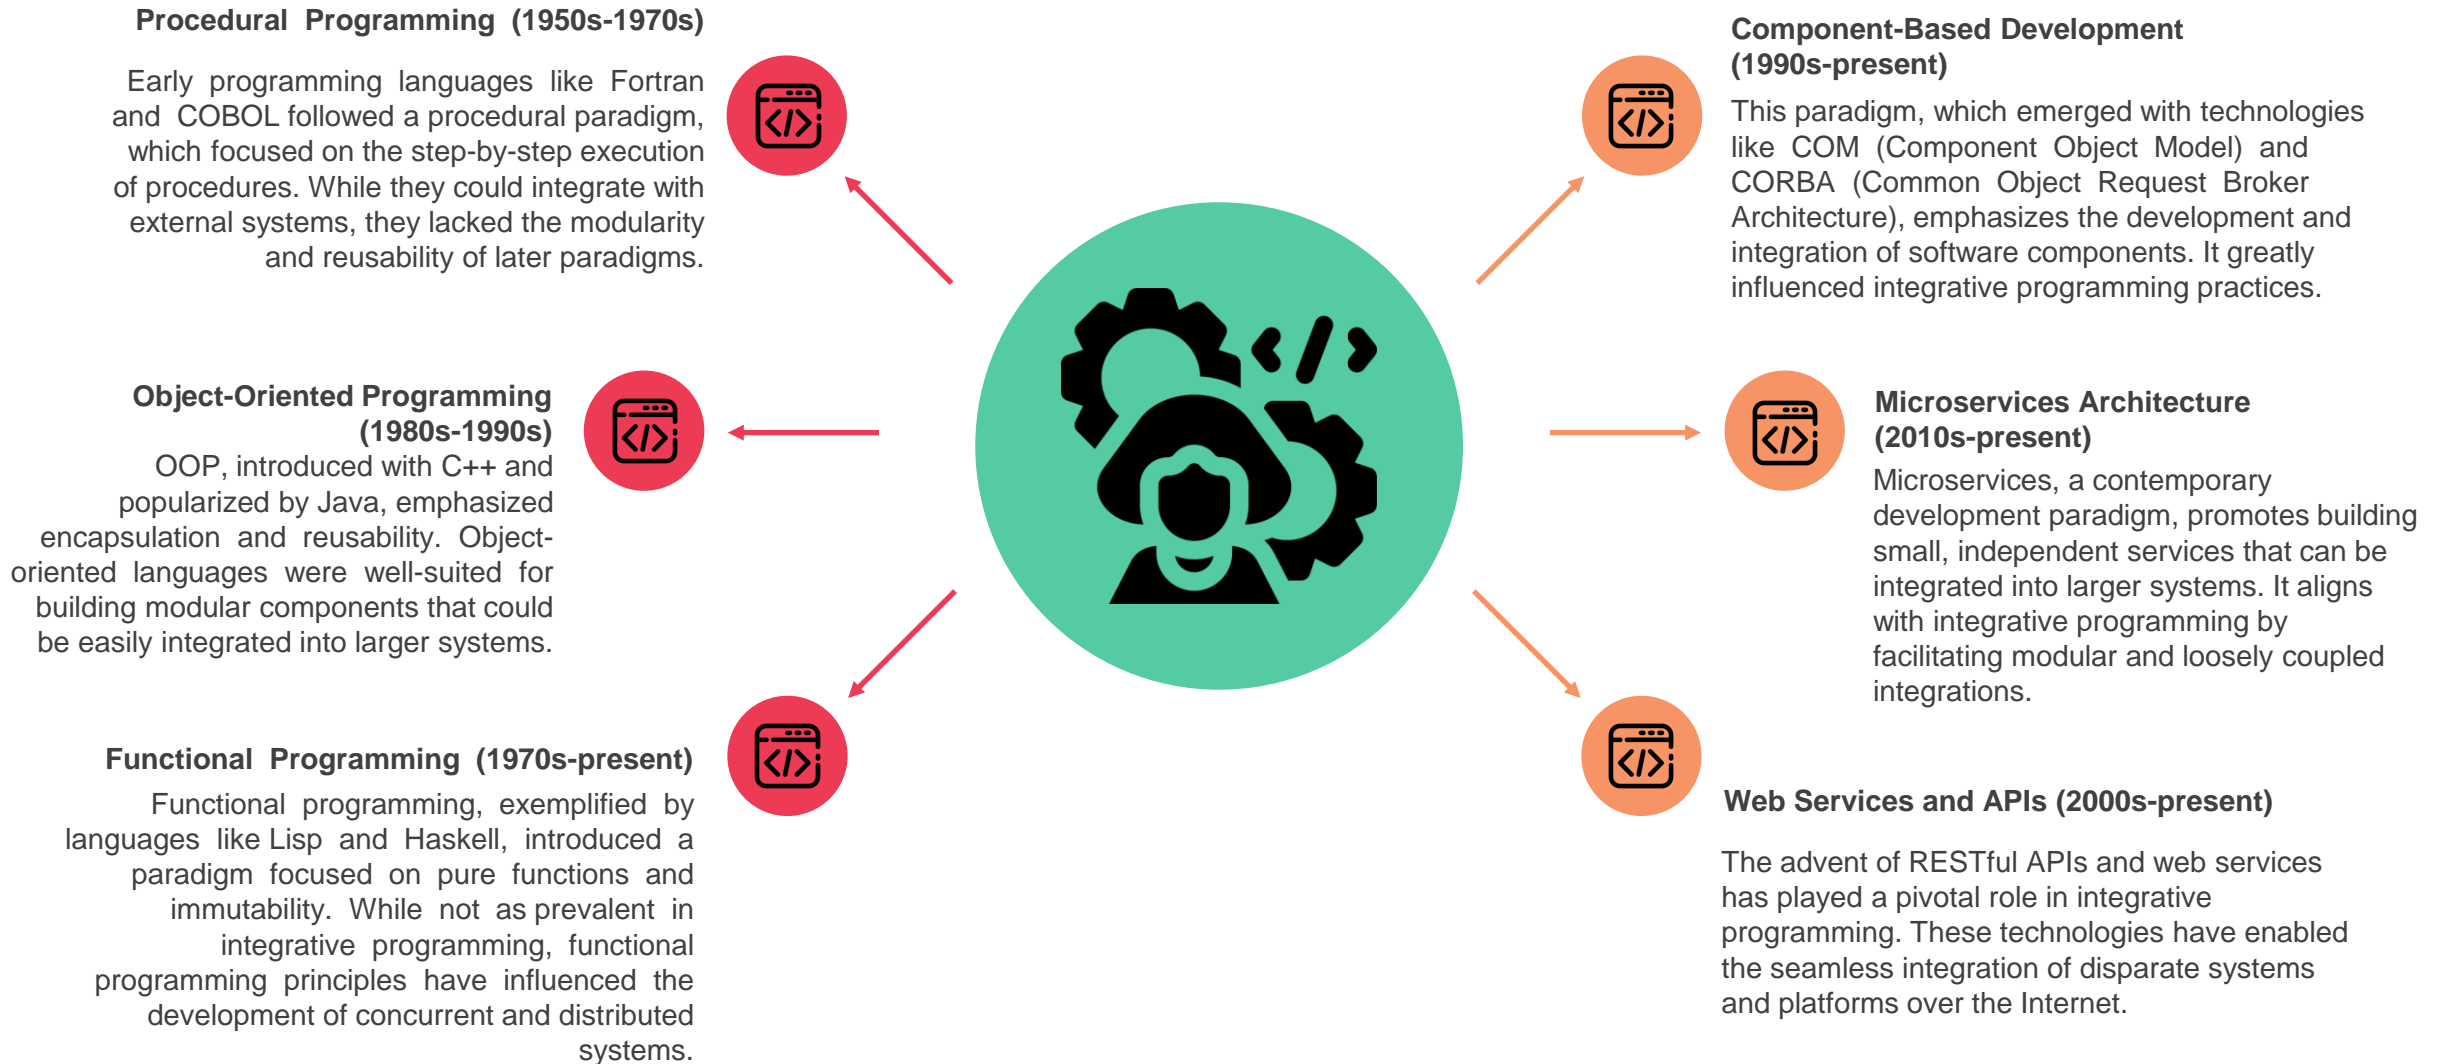 Procedural Programming (1950s-1970s)
Early programming languages like Fortran
and COBOL followed a procedural paradigm,
which focused on the step-by-step execution
of procedures. While they could integrate with
external systems, they lacked the modularity
and reusability of later paradigms.
Object-Oriented Programming
(1980s-1990s)
OOP, introduced with C++ and
popularized by Java, emphasized
encapsulation and reusability. Object-
oriented languages were well-suited for
building modular components that could
be easily integrated into larger systems.
Functional Programming (1970s-present)
Functional programming, exemplified by
languages like Lisp and Haskell, introduced a
paradigm focused on pure functions and
immutability. While not as prevalent in
integrative programming, functional
programming principles have influenced the
development of concurrent and distributed
systems.
Component-Based Development
(1990s-present)
This paradigm, which emerged with technologies
like COM (Component Object Model) and
CORBA (Common Object Request Broker
Architecture), emphasizes the development and
integration of software components. It greatly
influenced integrative programming practices.
Microservices Architecture
(2010s-present)
Microservices, a contemporary
development paradigm, promotes building
small, independent services that can be
integrated into larger systems. It aligns
with integrative programming by
facilitating modular and loosely coupled
integrations.
Web Services and APIs (2000s-present)
The advent of RESTful APIs and web services
has played a pivotal role in integrative
programming. These technologies have enabled
the seamless integration of disparate systems
and platforms over the Internet.